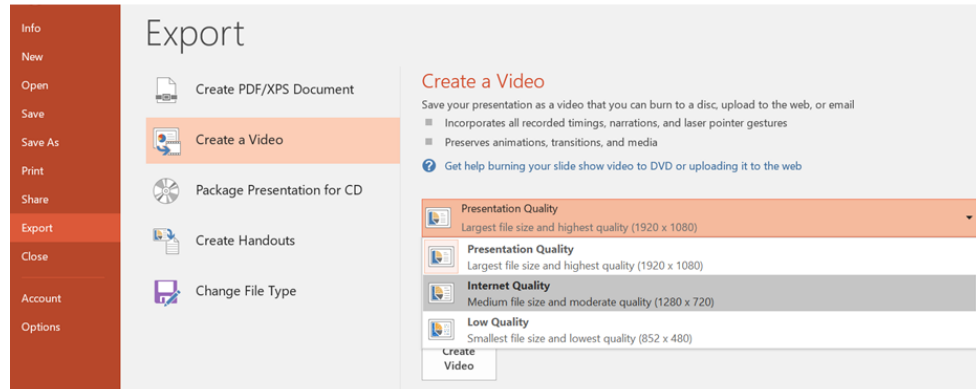 Info
New
Open
Save
Save As
Print
Share
Export
Close
Account
Options
Export
Create PDF/XPS Document
Create a Video
Package Presentation for CD
Create Handouts
Change File Type
Create a Video
Save your presentation as a video that you can burn to a disc, upload to the web, or email
Incorporates all recorded timings, narrations, and laser pointer gestures
Preserves animations, transitions, and media
Get help burning your slide show video to DVD or uploading it to the web
Presentation Quality
Largest file size and highest quality (1920 x 1080)
Presentation Quality
Largest file size and highest quality (1920 x 1080)
Internet Quality
Medium file size and moderate quality (1280 x 720)
Low Quality
Smallest file size and lowest quality (852 x 480)
Create
Video